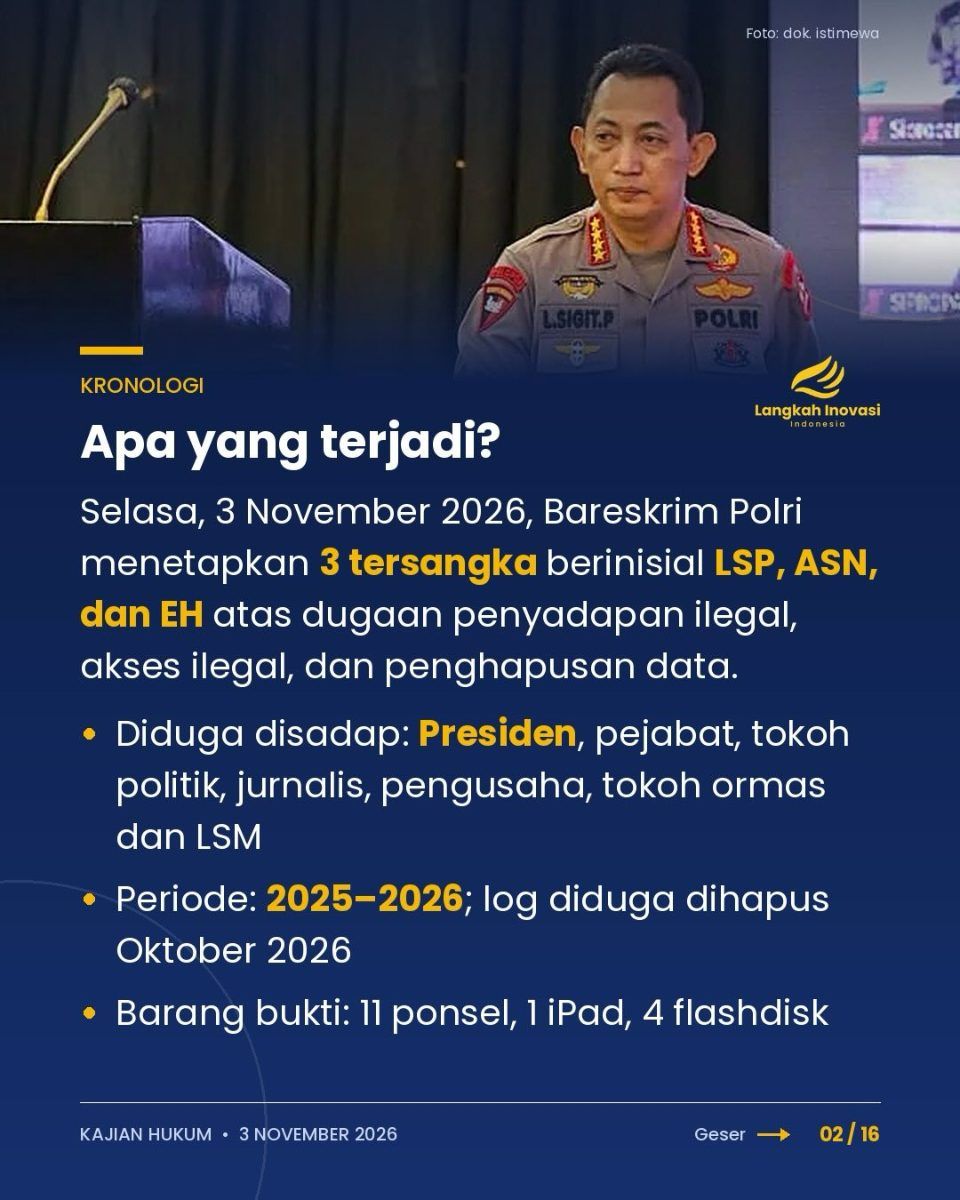 Foto: dok. istimewa
L.SIGIT.P
POLRI
KRONOLOGI
Langkah Inovasi
Indonesia
Apa yang terjadi?
Selasa, 3 November 2026, Bareskrim Polri
menetapkan 3 tersangka berinisial LSP, ASN,
dan EH atas dugaan penyadapan ilegal,
akses ilegal, dan penghapusan data.
• Diduga disadap: Presiden, pejabat, tokoh
politik, jurnalis, pengusaha, tokoh ormas
dan LSM
• Periode: 2025–2026; log diduga dihapus
Oktober 2026
• Barang bukti: 11 ponsel, 1 iPad, 4 flashdisk
KAJIAN HUKUM • 3 NOVEMBER 2026
Geser → 02 / 16